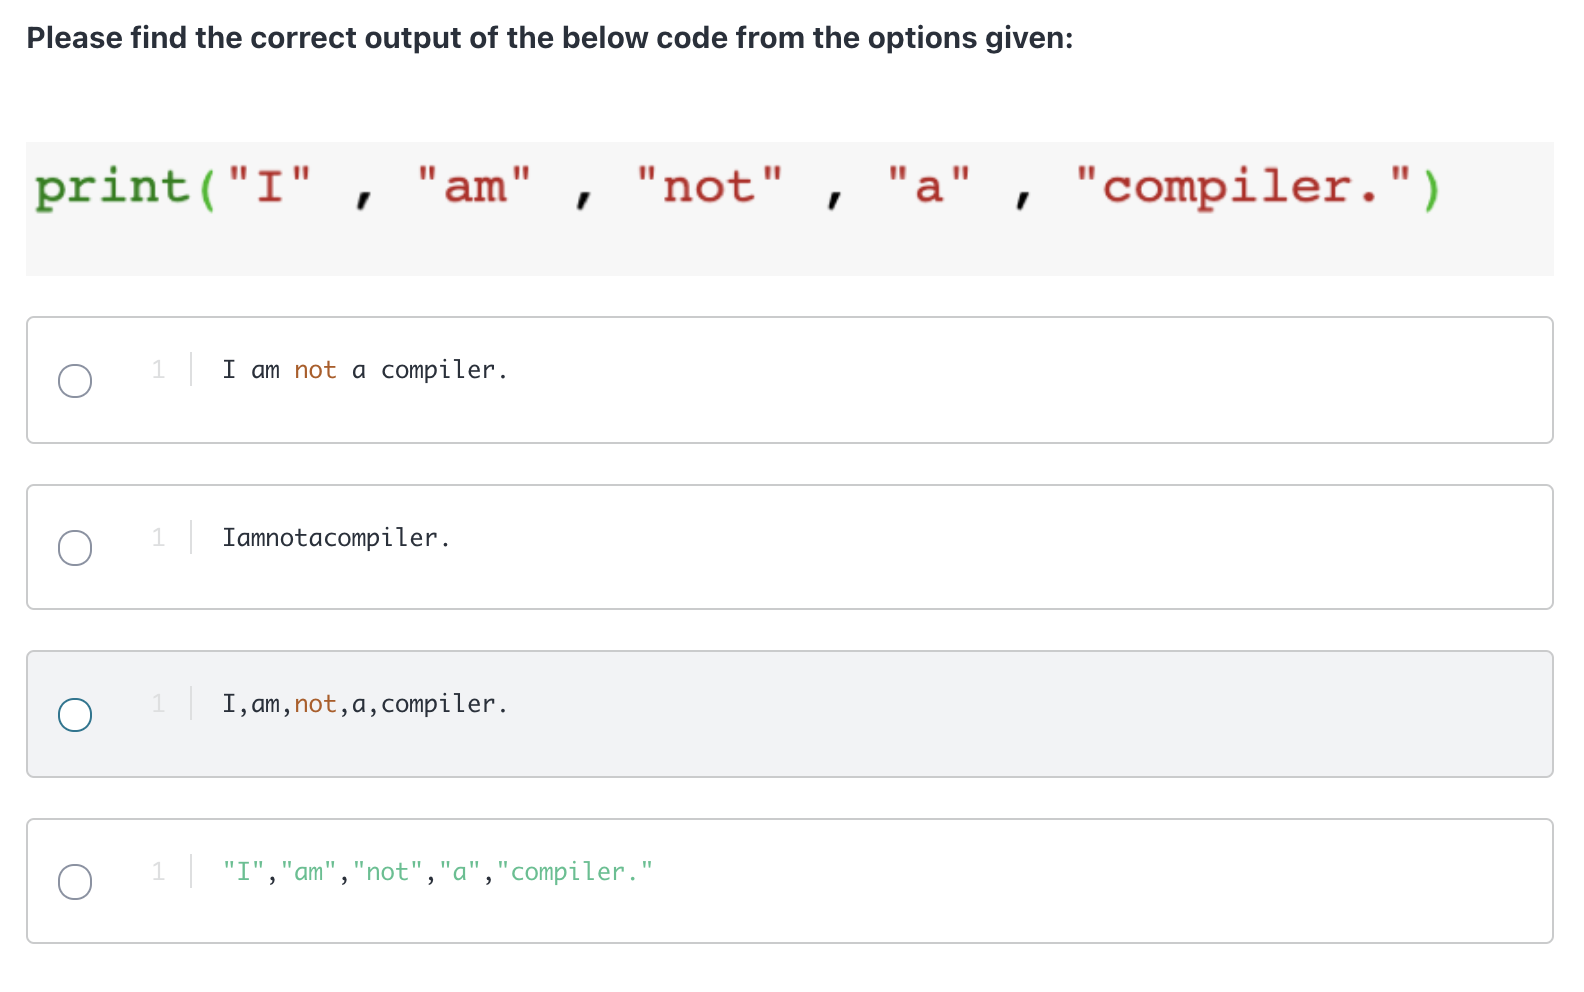 Please find the correct output of the below code from the options given:
print("I" , "am" , "not" , "a" , "compiler.")
1 I am not a compiler.
1 Iamnotacompiler.
1 I,am,not,a,compiler.
1 "I","am","not","a","compiler."